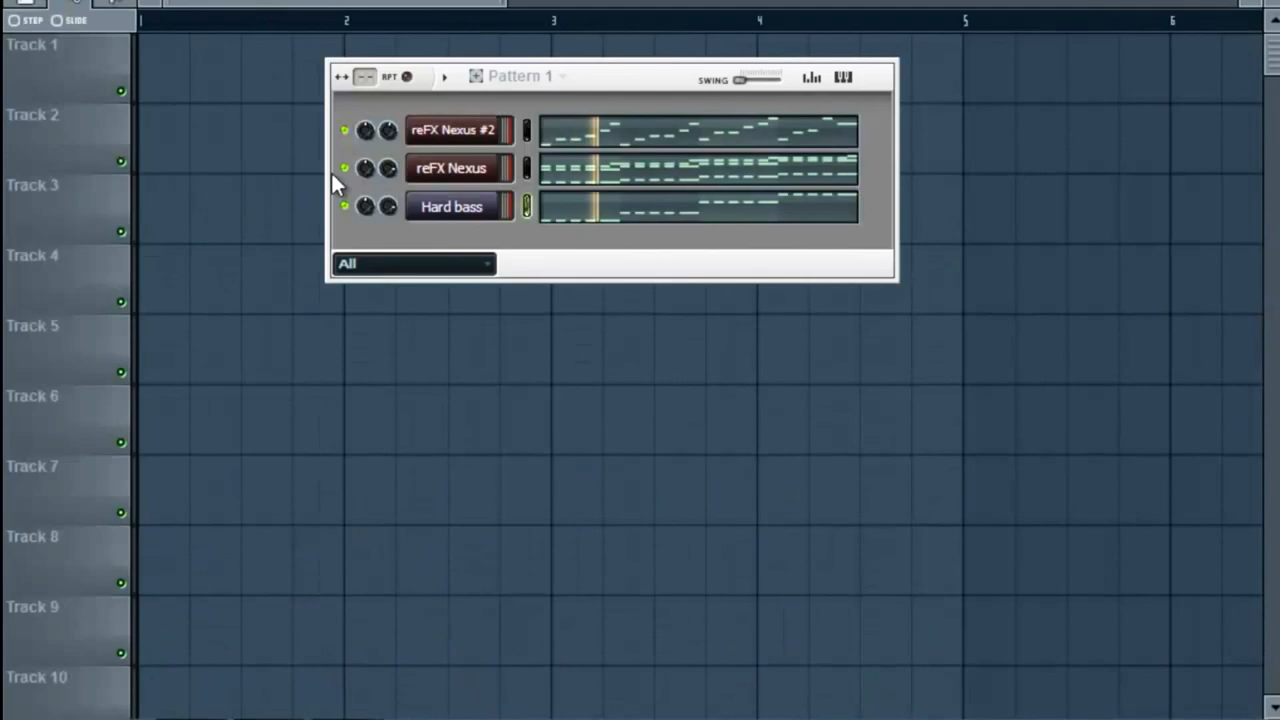 STEP SLIDE
1 2 3 4 5 6
Track 1
RPT Pattern 1 SWING
Track 2
reFX Nexus #2
reFX Nexus
Track 3
Hard bass
Track 4
All
Track 5
Track 6
Track 7
Track 8
Track 9
Track 10